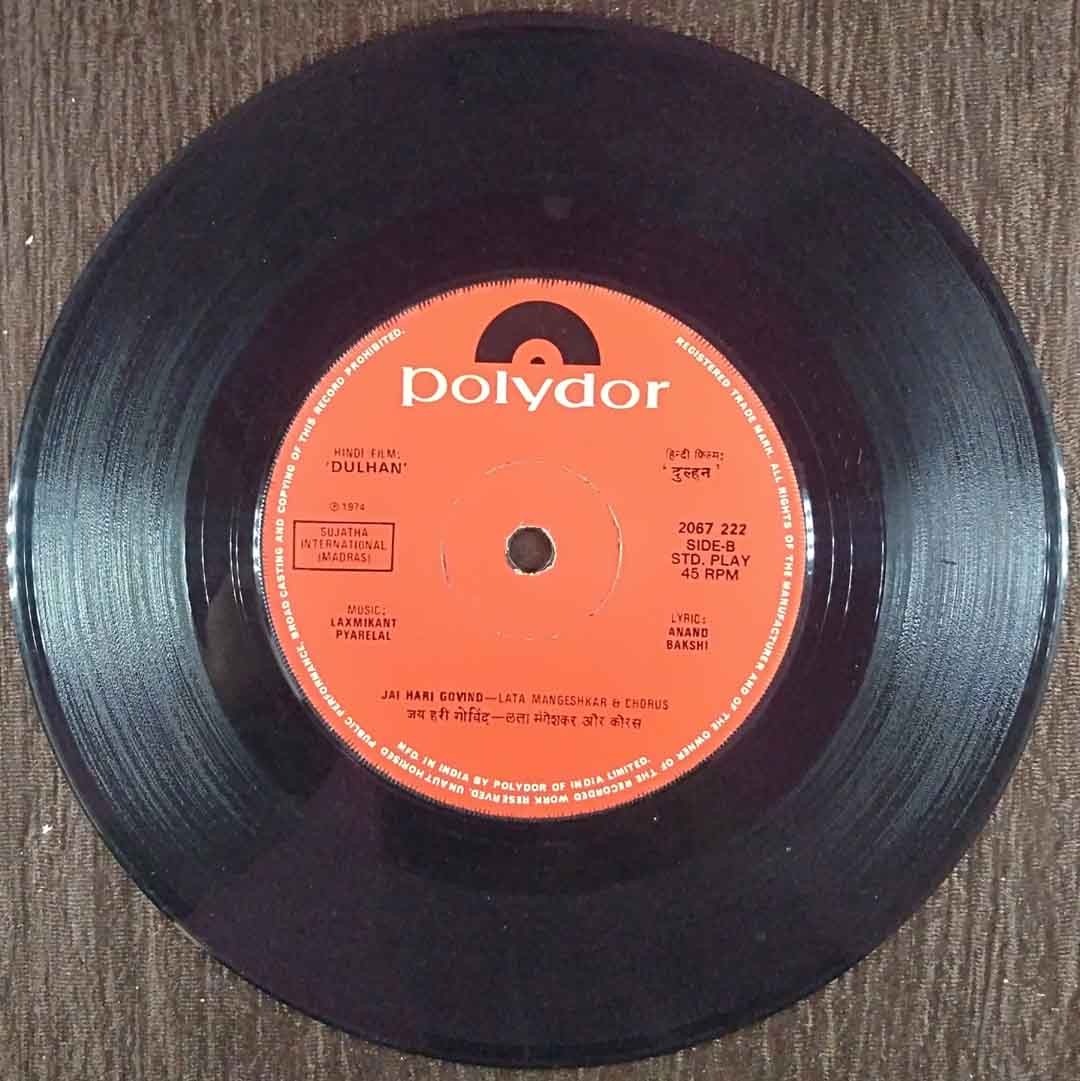 polydor
HINDI FILM:
'DULHAN'
हिन्दी फिल्म:
'दुल्हन'
℗ 1974
SUJATHA
INTERNATIONAL
(MADRAS)
2067 222
SIDE-B
STD. PLAY
45 RPM
MUSIC:
LAXMIKANT
PYARELAL
LYRIC:
ANAND
BAKSHI
JAI HARI GOVIND—LATA MANGESHKAR & CHORUS
जय हरी गोविंद—लता मंगेशकर और कोरस
MFD. IN INDIA BY POLYDOR OF INDIA LIMITED.
REGISTERED TRADE MARK. ALL RIGHTS OF THE MANUFACTURER AND OF THE OWNER OF THE RECORDED WORK RESERVED. UNAUTHORISED PUBLIC PERFORMANCE, BROADCASTING AND COPYING OF THIS RECORD PROHIBITED.